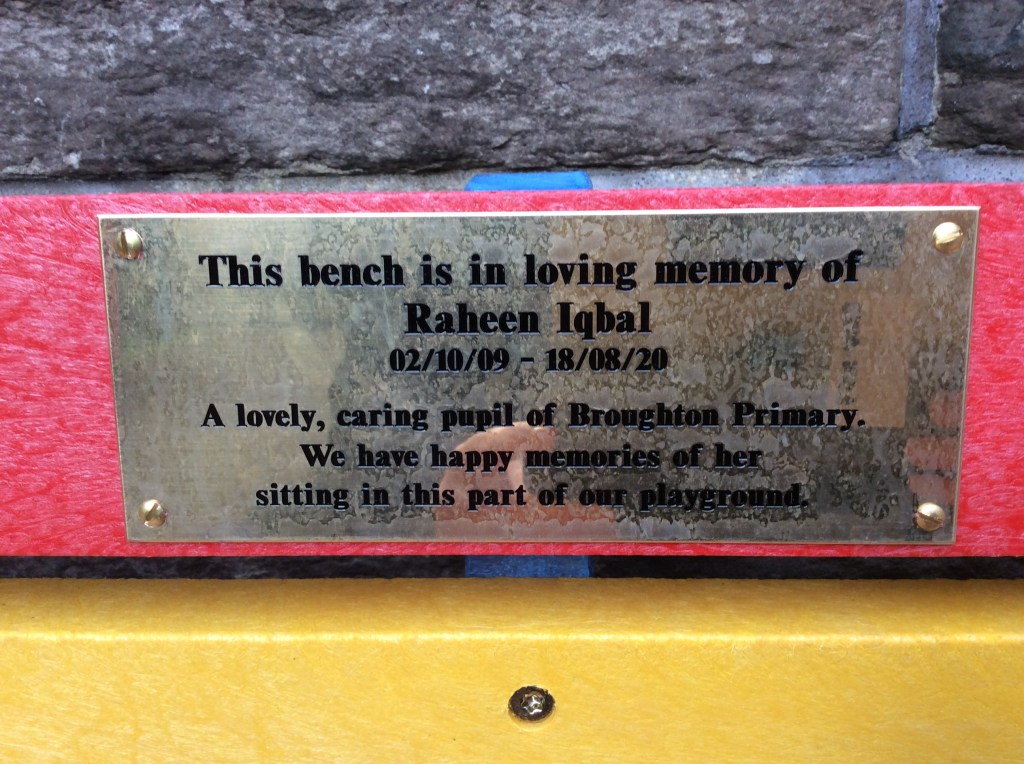 This bench is in loving memory of
Raheen Iqbal
02/10/09 - 18/08/20
A lovely, caring pupil of Broughton Primary.
We have happy memories of her
sitting in this part of our playground.